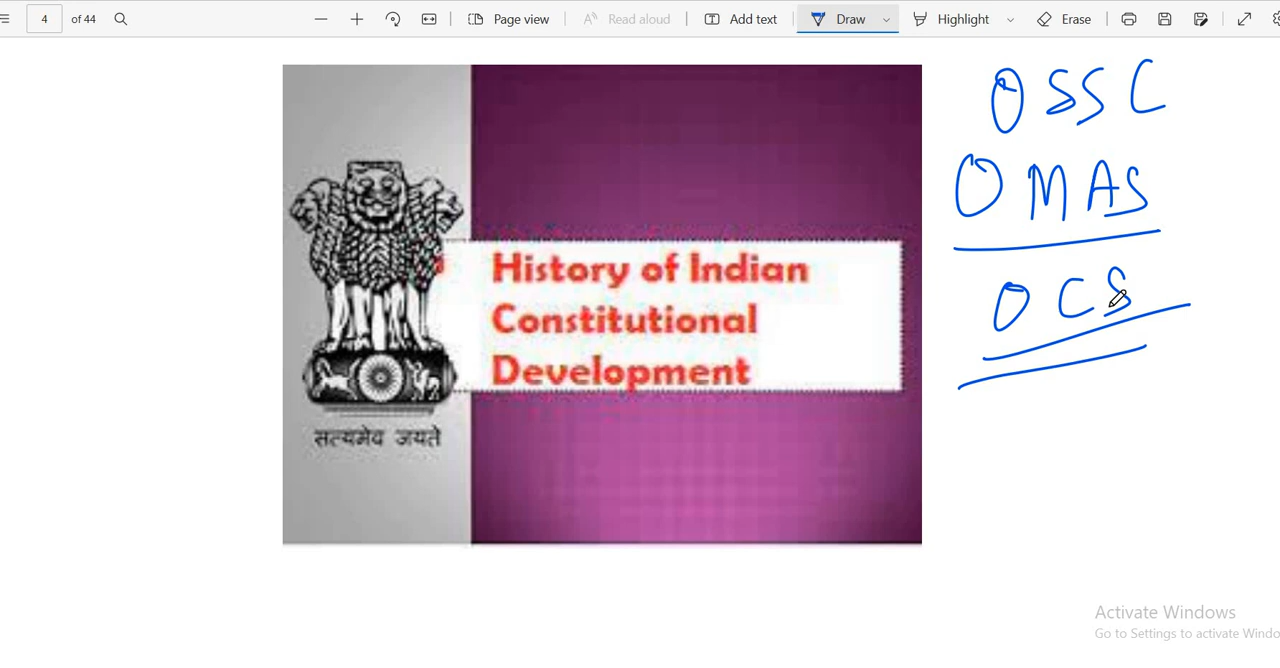 4 of 44 Page view Read aloud Add text Draw Highlight Erase
OSSC
OMAS
OCS
History of Indian
Constitutional
Development
सत्यमेव जयते
Activate Windows
Go to Settings to activate Windo